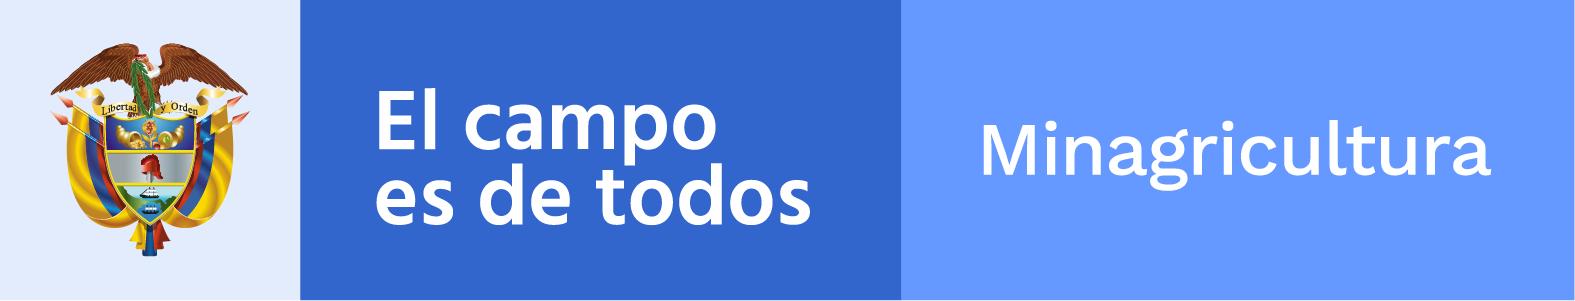 Libertad y Orden
El campo
es de todos
Minagricultura